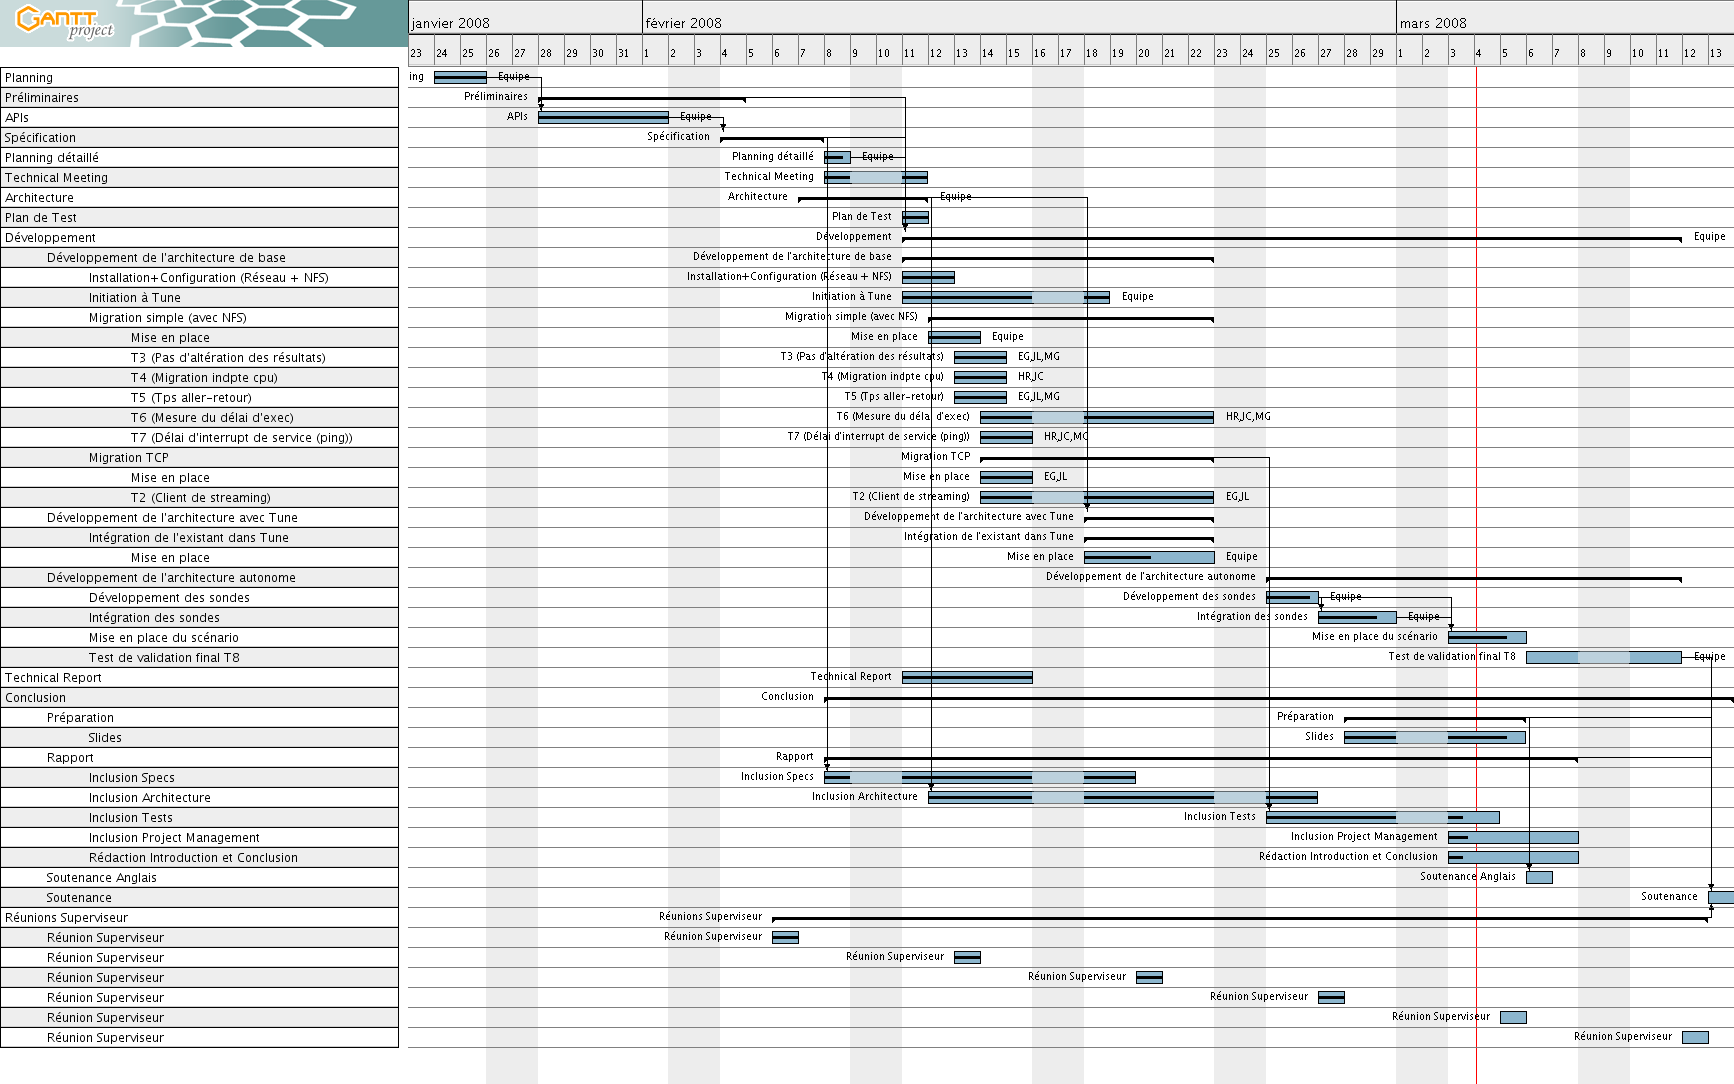 GANTT project
janvier 2008 février 2008 mars 2008
23 24 25 26 27 28 29 30 31 1 2 3 4 5 6 7 8 9 10 11 12 13 14 15 16 17 18 19 20 21 22 23 24 25 26 27 28 29 1 2 3 4 5 6 7 8 9 10 11 12 13
Planning ing Equipe
Préliminaires Préliminaires
APIs APIs Equipe
Spécification Spécification
Planning détaillé Planning détaillé Equipe
Technical Meeting Technical Meeting
Architecture Architecture Equipe
Plan de Test Plan de Test
Développement Développement Equipe
Développement de l'architecture de base Développement de l'architecture de base
Installation+Configuration (Réseau + NFS) Installation+Configuration (Réseau + NFS)
Initiation à Tune Initiation à Tune Equipe
Migration simple (avec NFS) Migration simple (avec NFS)
Mise en place Mise en place Equipe
T3 (Pas d'altération des résultats) T3 (Pas d'altération des résultats) EG,JL,MG
T4 (Migration indpte cpu) T4 (Migration indpte cpu) HR,JC
T5 (Tps aller-retour) T5 (Tps aller-retour) EG,JL,MG
T6 (Mesure du délai d'exec) T6 (Mesure du délai d'exec) HR,JC,MG
T7 (Délai d'interrupt de service (ping)) T7 (Délai d'interrupt de service (ping)) HR,JC,MG
Migration TCP Migration TCP
Mise en place Mise en place EG,JL
T2 (Client de streaming) T2 (Client de streaming) EG,JL
Développement de l'architecture avec Tune Développement de l'architecture avec Tune
Intégration de l'existant dans Tune Intégration de l'existant dans Tune
Mise en place Mise en place Equipe
Développement de l'architecture autonome Développement de l'architecture autonome
Développement des sondes Développement des sondes Equipe
Intégration des sondes Intégration des sondes Equipe
Mise en place du scénario Mise en place du scénario
Test de validation final T8 Test de validation final T8 Equipe
Technical Report Technical Report
Conclusion Conclusion
Préparation Préparation
Slides Slides
Rapport Rapport
Inclusion Specs Inclusion Specs
Inclusion Architecture Inclusion Architecture
Inclusion Tests Inclusion Tests
Inclusion Project Management Inclusion Project Management
Rédaction Introduction et Conclusion Rédaction Introduction et Conclusion
Soutenance Anglais Soutenance Anglais
Soutenance Soutenance
Réunions Superviseur Réunions Superviseur
Réunion Superviseur Réunion Superviseur
Réunion Superviseur Réunion Superviseur
Réunion Superviseur Réunion Superviseur
Réunion Superviseur Réunion Superviseur
Réunion Superviseur Réunion Superviseur
Réunion Superviseur Réunion Superviseur